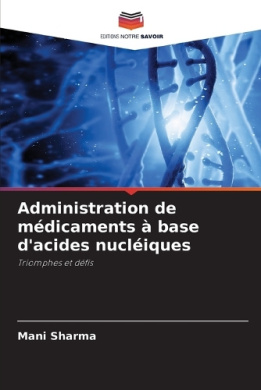 EDITIONS NOTRE SAVOIR
Administration de
médicaments à base
d'acides nucléiques
Triomphes et défis
Mani Sharma